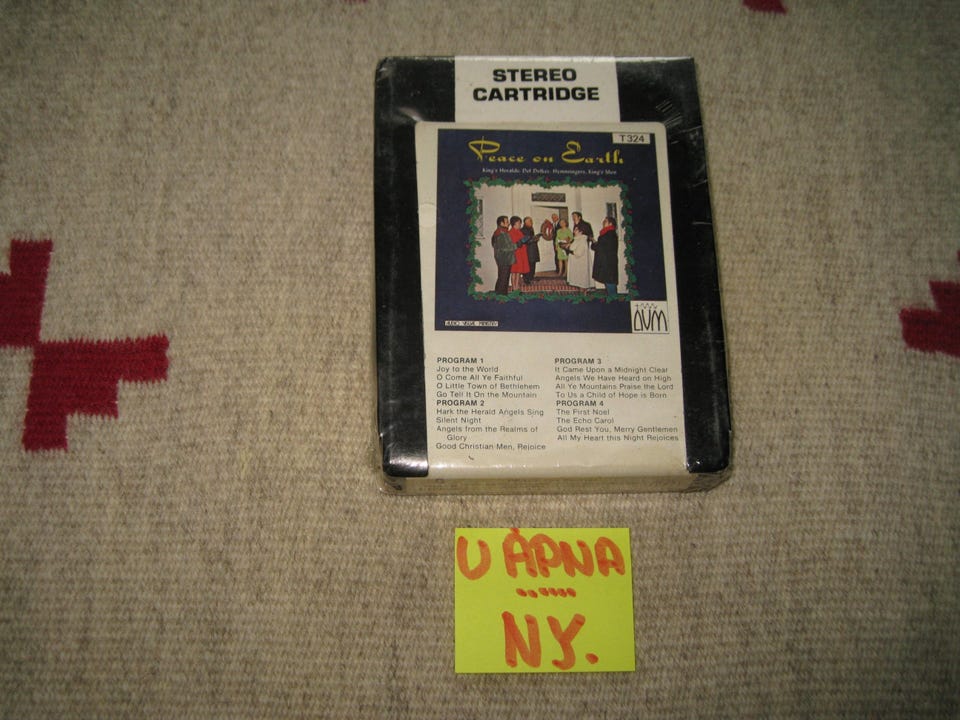 STEREO
CARTRIDGE
T324
Peace on Earth
King's Heralds, Del Delker, Hymnsingers, King's Men
AVM
PROGRAM 1
Joy to the World
O Come All Ye Faithful
O Little Town of Bethlehem
Go Tell It On the Mountain
PROGRAM 2
Hark the Herald Angels Sing
Silent Night
Angels from the Realms of
Glory
Good Christian Men, Rejoice
PROGRAM 3
It Came Upon a Midnight Clear
Angels We Have Heard on High
All Ye Mountains Praise the Lord
To Us a Child of Hope is Born
PROGRAM 4
The First Noel
The Echo Carol
God Rest You, Merry Gentlemen
All My Heart this Night Rejoices
U APNA
NY.